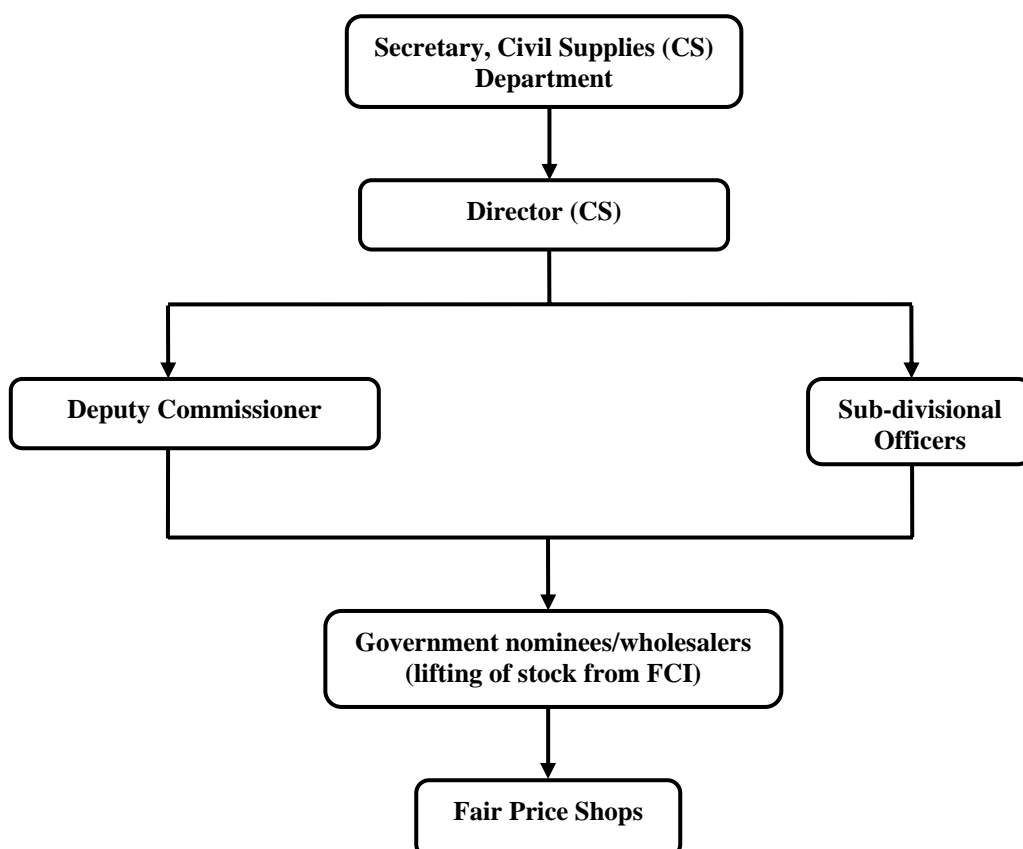 Secretary, Civil Supplies (CS)
Department
Director (CS)
Deputy Commissioner
Sub-divisional
Officers
Government nominees/wholesalers
(lifting of stock from FCI)
Fair Price Shops